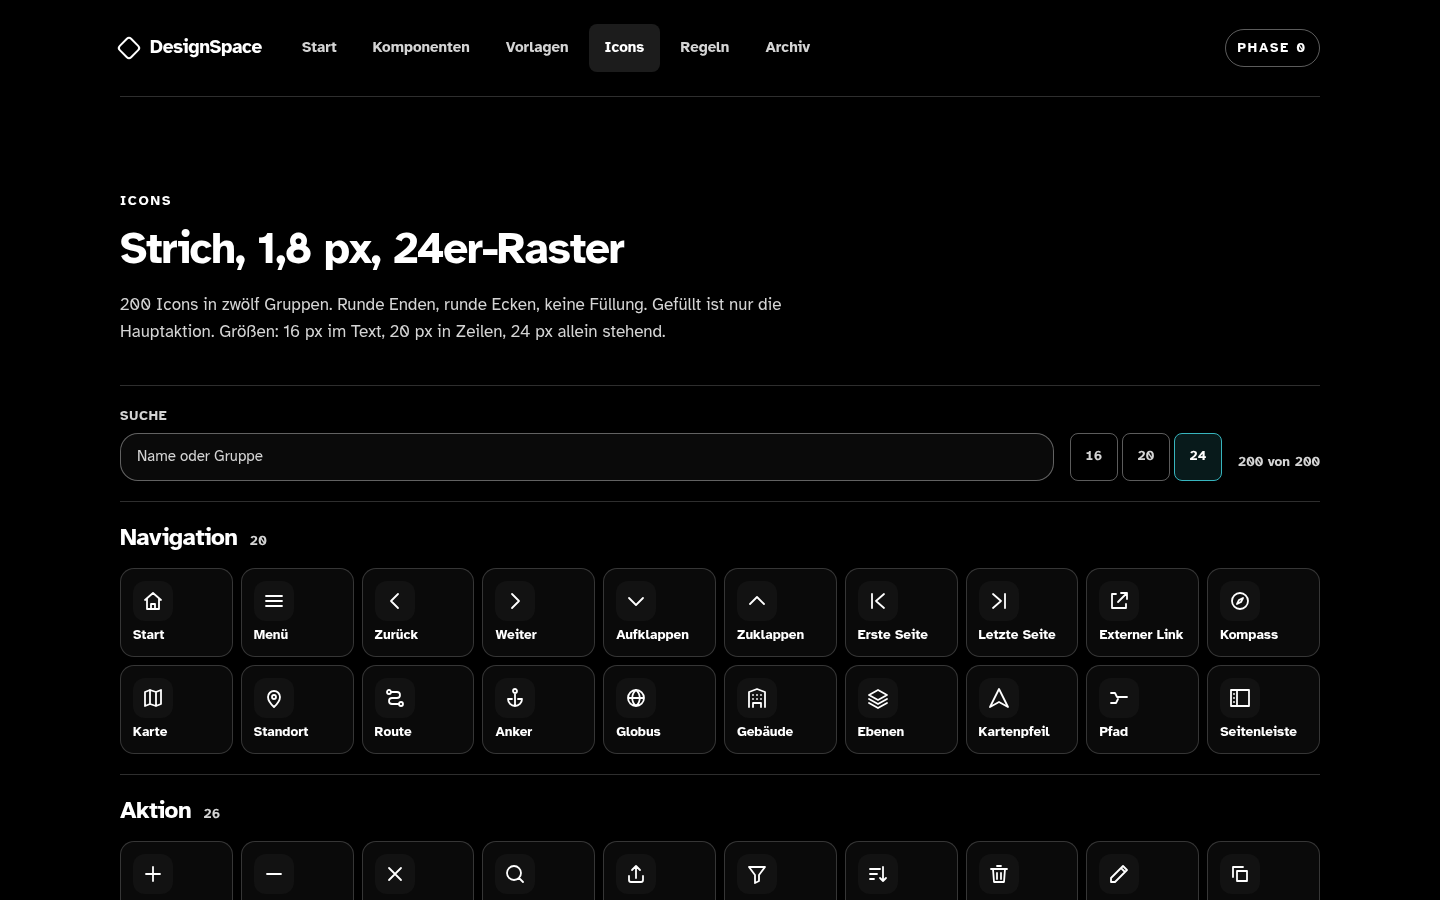 DesignSpace
Start
Komponenten
Vorlagen
Icons
Regeln
Archiv
PHASE 0
ICONS
Strich, 1,8 px, 24er-Raster
200 Icons in zwölf Gruppen. Runde Enden, runde Ecken, keine Füllung. Gefüllt ist nur die
Hauptaktion. Größen: 16 px im Text, 20 px in Zeilen, 24 px allein stehend.
SUCHE
Name oder Gruppe
16
20
24
200 von 200
Navigation 20
Start
Menü
Zurück
Weiter
Aufklappen
Zuklappen
Erste Seite
Letzte Seite
Externer Link
Kompass
Karte
Standort
Route
Anker
Globus
Gebäude
Ebenen
Kartenpfeil
Pfad
Seitenleiste
Aktion 26